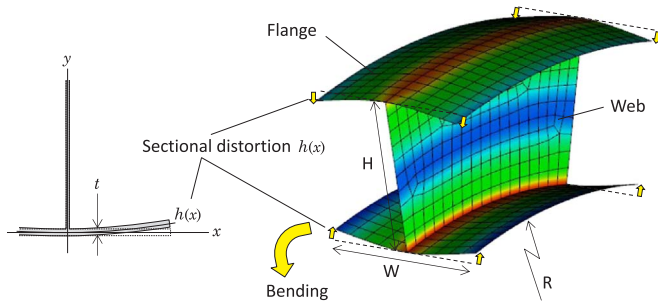 Flange
y
Web
Sectional distortion h(x)
H
t
h(x)
x
W
R
Bending